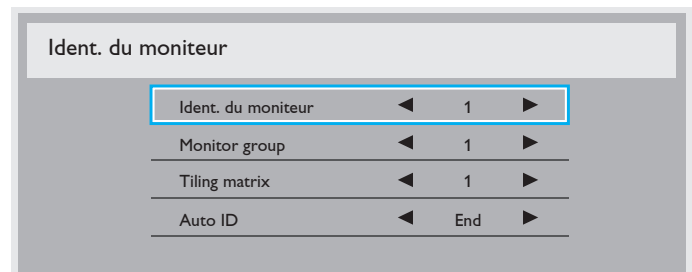 Ident. du moniteur
Ident. du moniteur ◀ 1 ▶
Monitor group ◀ 1 ▶
Tiling matrix ◀ 1 ▶
Auto ID ◀ End ▶